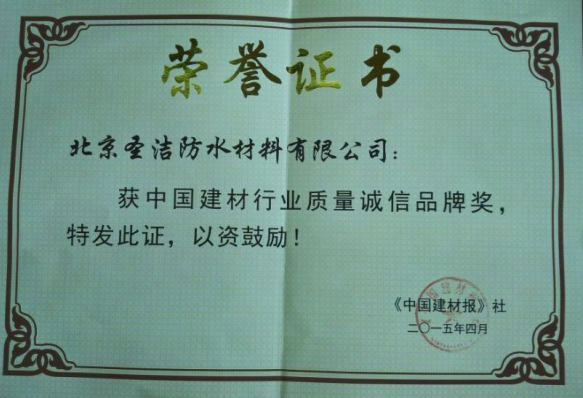 荣誉证书
北京圣洁防水材料有限公司：
获中国建材行业质量诚信品牌奖，
特发此证，以资鼓励！
《中国建材报》社
二〇一五年四月